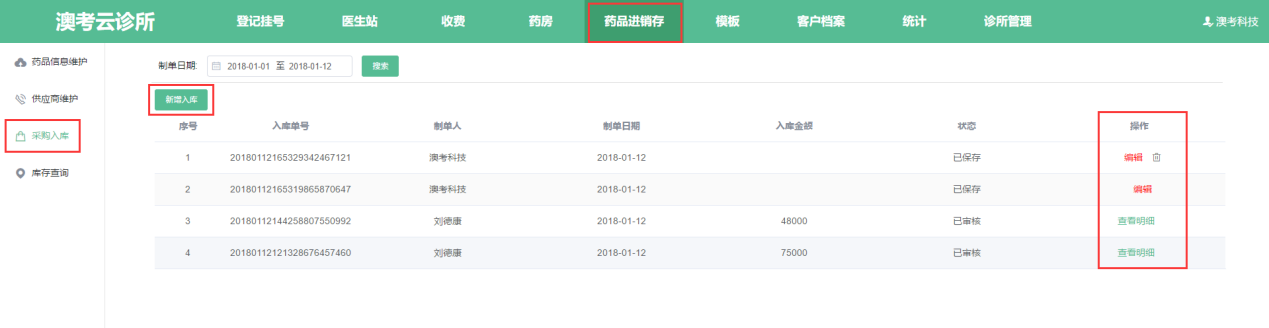 澳考云诊所 登记挂号 医生站 收费 药房 药品进销存 模板 客户档案 统计 诊所管理 澳考科技
药品信息维护
供应商维护
采购入库
库存查询
制单日期: 2018-01-01 至 2018-01-12 搜索
新增入库
序号 入库单号 制单人 制单日期 入库金额 状态 操作
1 20180112165329342467121 澳考科技 2018-01-12 已保存 编辑
2 20180112165319865870647 澳考科技 2018-01-12 已保存 编辑
3 20180112144258807550992 刘德康 2018-01-12 48000 已审核 查看明细
4 20180112121328676457460 刘德康 2018-01-12 75000 已审核 查看明细